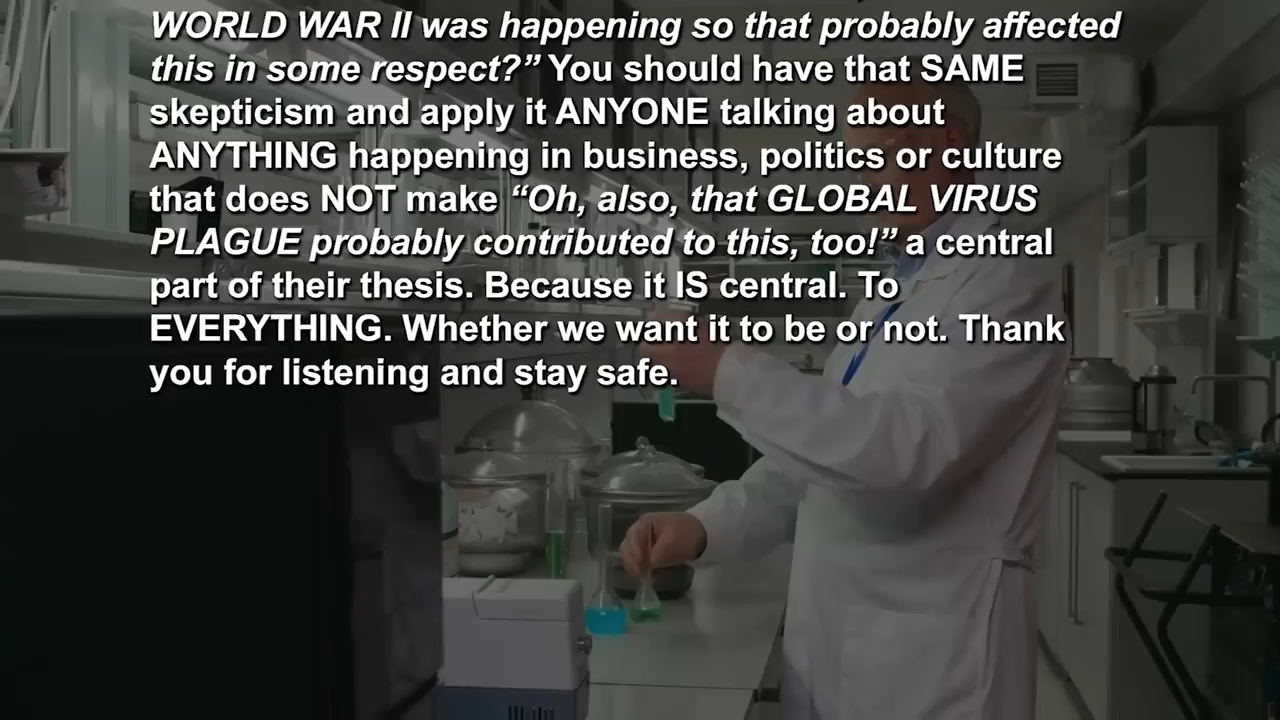 WORLD WAR II was happening so that probably affected
this in some respect?” You should have that SAME
skepticism and apply it ANYONE talking about
ANYTHING happening in business, politics or culture
that does NOT make “Oh, also, that GLOBAL VIRUS
PLAGUE probably contributed to this, too!” a central
part of their thesis. Because it IS central. To
EVERYTHING. Whether we want it to be or not. Thank
you for listening and stay safe.